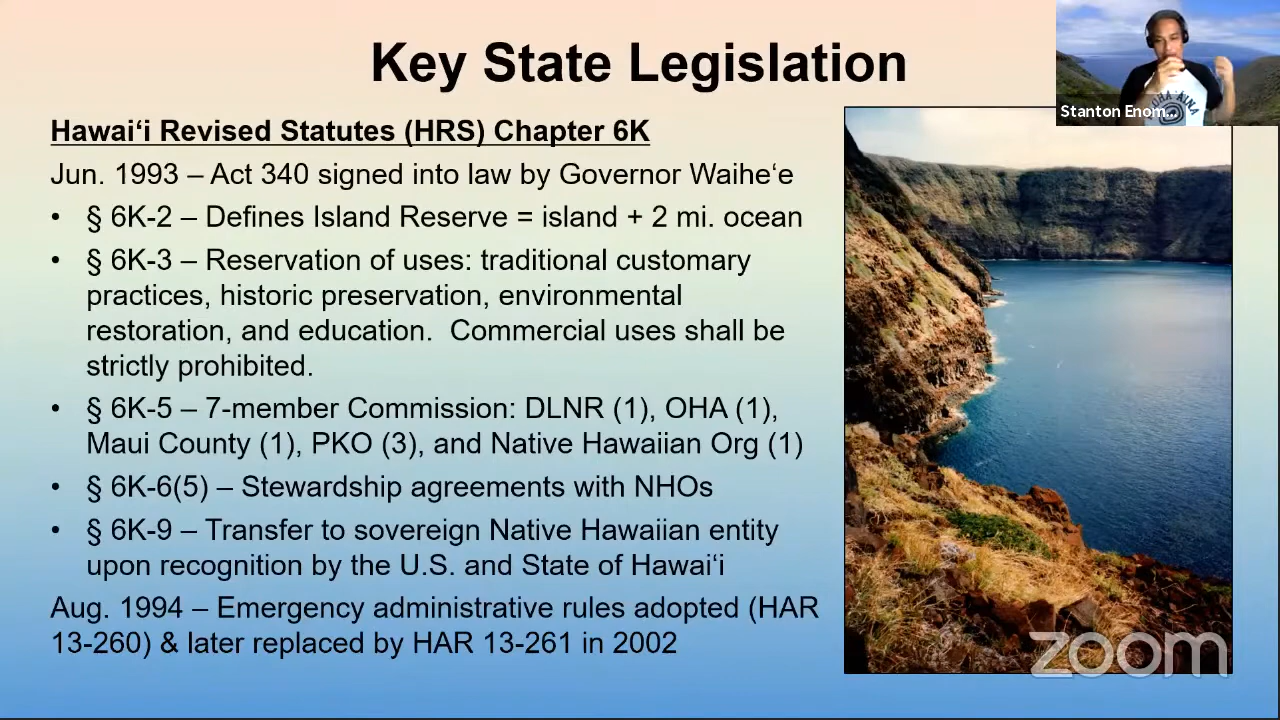 Key State Legislation
Stanton Enom...
Hawaiʻi Revised Statutes (HRS) Chapter 6K
Jun. 1993 – Act 340 signed into law by Governor Waiheʻe
• § 6K-2 – Defines Island Reserve = island + 2 mi. ocean
• § 6K-3 – Reservation of uses: traditional customary
practices, historic preservation, environmental
restoration, and education.  Commercial uses shall be
strictly prohibited.
• § 6K-5 – 7-member Commission: DLNR (1), OHA (1),
Maui County (1), PKO (3), and Native Hawaiian Org (1)
• § 6K-6(5) – Stewardship agreements with NHOs
• § 6K-9 – Transfer to sovereign Native Hawaiian entity
upon recognition by the U.S. and State of Hawaiʻi
Aug. 1994 – Emergency administrative rules adopted (HAR
13-260) & later replaced by HAR 13-261 in 2002
zoom